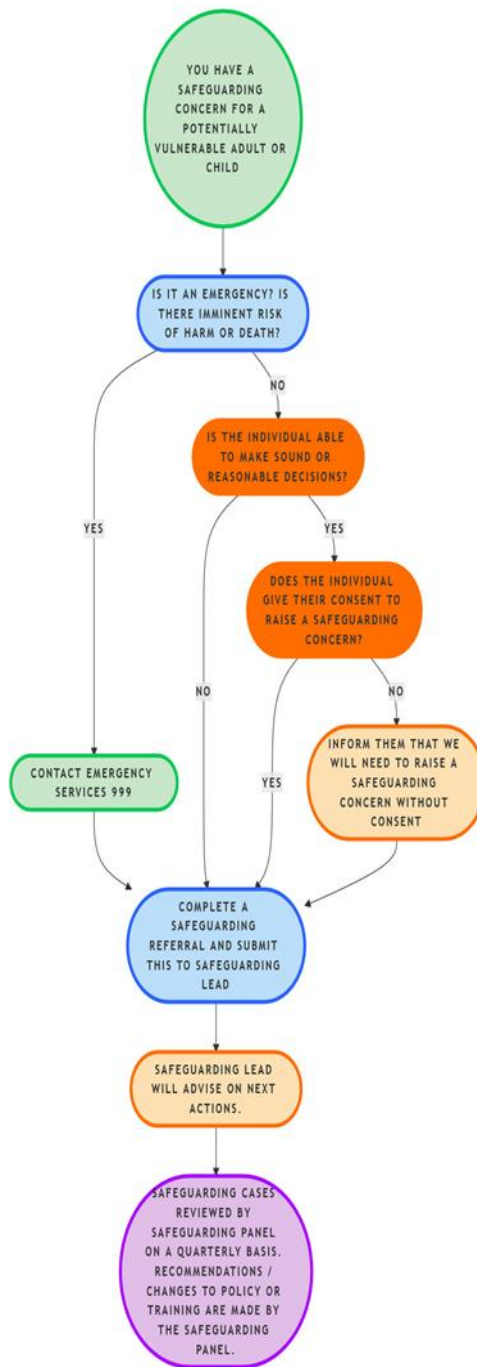 YOU HAVE A
SAFEGUARDING
CONCERN FOR A
POTENTIALLY
VULNERABLE ADULT OR
CHILD
IS IT AN EMERGENCY? IS
THERE IMMINENT RISK
OF HARM OR DEATH?
NO
IS THE INDIVIDUAL ABLE
TO MAKE SOUND OR
REASONABLE DECISIONS?
YES
YES
DOES THE INDIVIDUAL
GIVE THEIR CONSENT TO
RAISE A SAFEGUARDING
CONCERN?
NO
NO
INFORM THEM THAT WE
WILL NEED TO RAISE A
SAFEGUARDING
CONCERN WITHOUT
CONSENT
CONTACT EMERGENCY
SERVICES 999
YES
COMPLETE A
SAFEGUARDING
REFERRAL AND SUBMIT
THIS TO SAFEGUARDING
LEAD
SAFEGUARDING LEAD
WILL ADVISE ON NEXT
ACTIONS.
SAFEGUARDING CASES
REVIEWED BY
SAFEGUARDING PANEL
ON A QUARTERLY BASIS.
RECOMMENDATIONS /
CHANGES TO POLICY OR
TRAINING ARE MADE BY
THE SAFEGUARDING
PANEL.